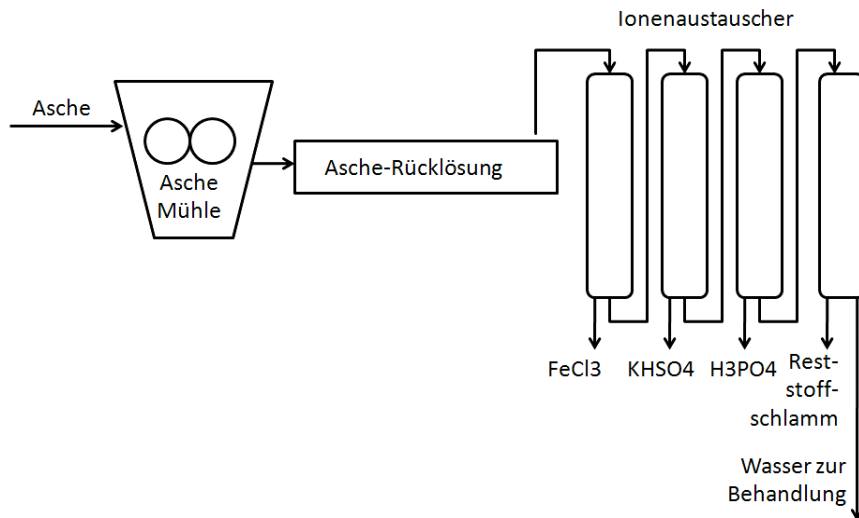 Ionenaustauscher
Asche
Asche
Mühle
Asche-Rücklösung
FeCl3
KHSO4
H3PO4
Rest-
stoff-
schlamm
Wasser zur
Behandlung